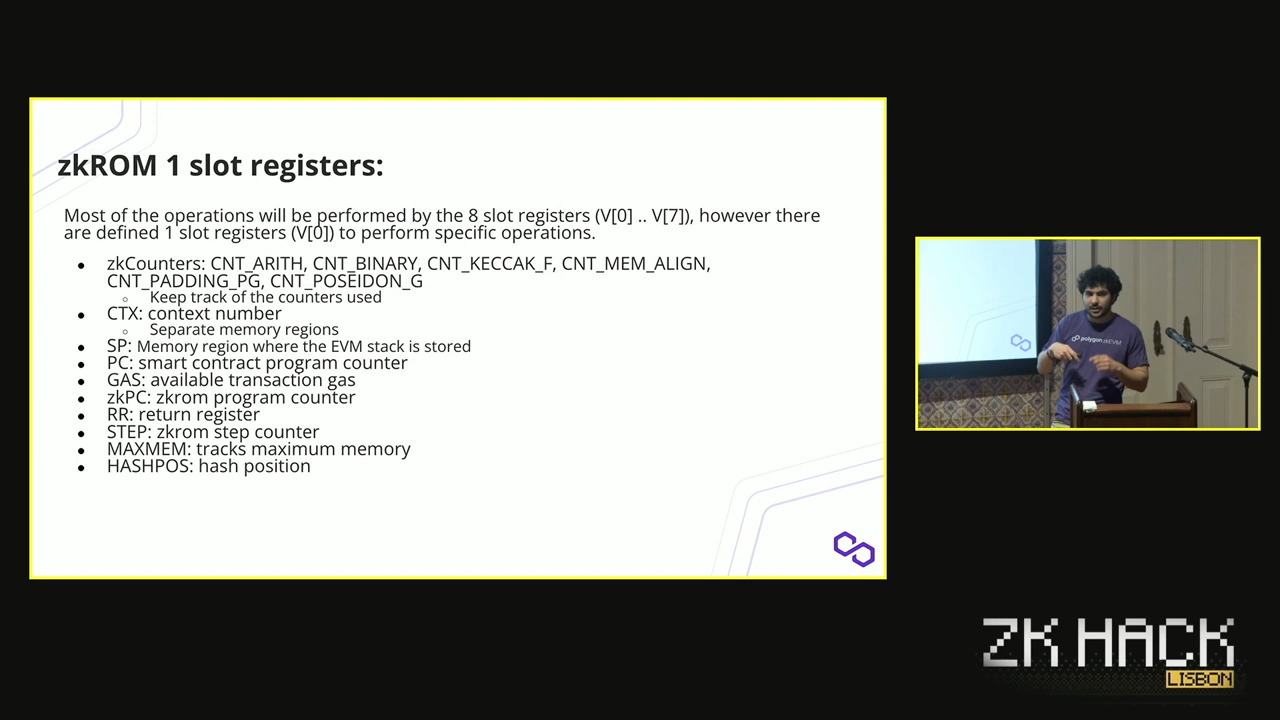 zkROM 1 slot registers:
Most of the operations will be performed by the 8 slot registers (V[0] .. V[7]), however there
are defined 1 slot registers (V[0]) to perform specific operations.
zkCounters: CNT_ARITH, CNT_BINARY, CNT_KECCAK_F, CNT_MEM_ALIGN,
CNT_PADDING_PG, CNT_POSEIDON_G
Keep track of the counters used
CTX: context number
Separate memory regions
SP: Memory region where the EVM stack is stored
PC: smart contract program counter
GAS: available transaction gas
zkPC: zkrom program counter
RR: return register
STEP: zkrom step counter
MAXMEM: tracks maximum memory
HASHPOS: hash position
polygon zkEVM
ZK HACK
LISBON